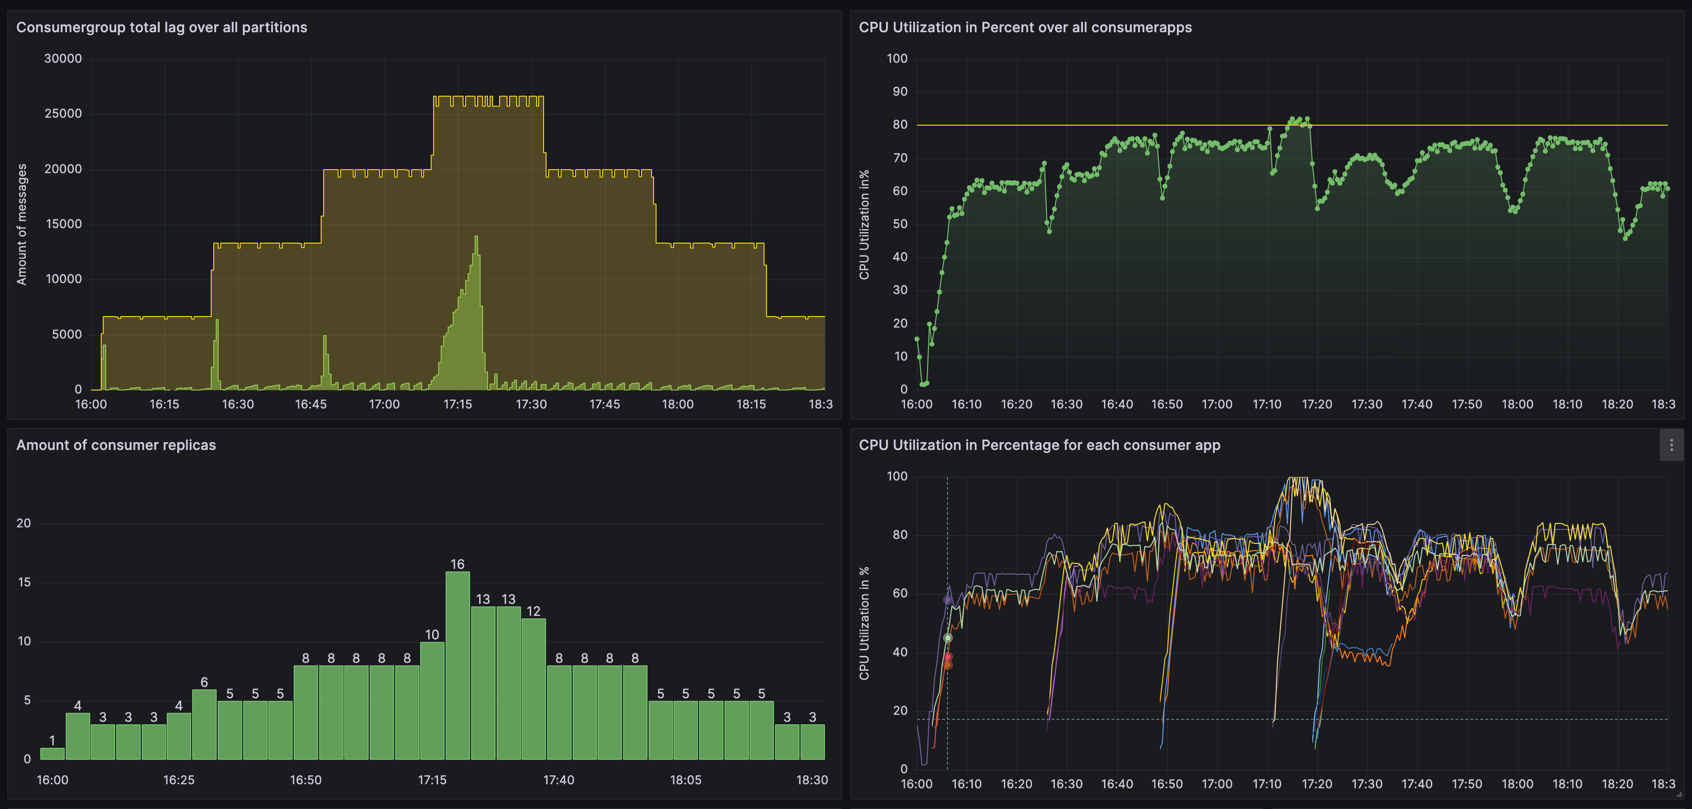 Consumergroup total lag over all partitions
Amount of messages
30000
25000
20000
15000
10000
5000
0
16:00 16:15 16:30 16:45 17:00 17:15 17:30 17:45 18:00 18:15 18:3
CPU Utilization in Percent over all consumerapps
CPU Utilization in%
100
90
80
70
60
50
40
30
20
10
0
16:00 16:10 16:20 16:30 16:40 16:50 17:00 17:10 17:20 17:30 17:40 17:50 18:00 18:10 18:20 18:3
Amount of consumer replicas
20
15
10
5
0
1 4 3 3 3 4 6 5 5 5 8 8 8 8 8 10 16 13 13 12 8 8 8 8 5 5 5 5 5 3 3
16:00 16:25 16:50 17:15 17:40 18:05 18:30
CPU Utilization in Percentage for each consumer app
CPU Utilization in %
100
80
60
40
20
0
16:00 16:10 16:20 16:30 16:40 16:50 17:00 17:10 17:20 17:30 17:40 17:50 18:00 18:10 18:20 18:3